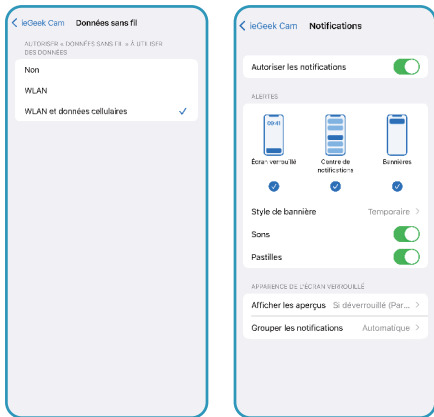 ieGeek Cam Données sans fil
AUTORISER « DONNÉES SANS FIL » À UTILISER
DES DONNÉES
Non
WLAN
WLAN et données cellulaires
ieGeek Cam Notifications
Autoriser les notifications
ALERTES
09:41
Écran verrouillé
Centre de
notifications
Bannières
Style de bannière Temporaire
Sons
Pastilles
APPARENCE DE L'ÉCRAN VERROUILLÉ
Afficher les aperçus Si déverrouillé (Par...
Grouper les notifications Automatique